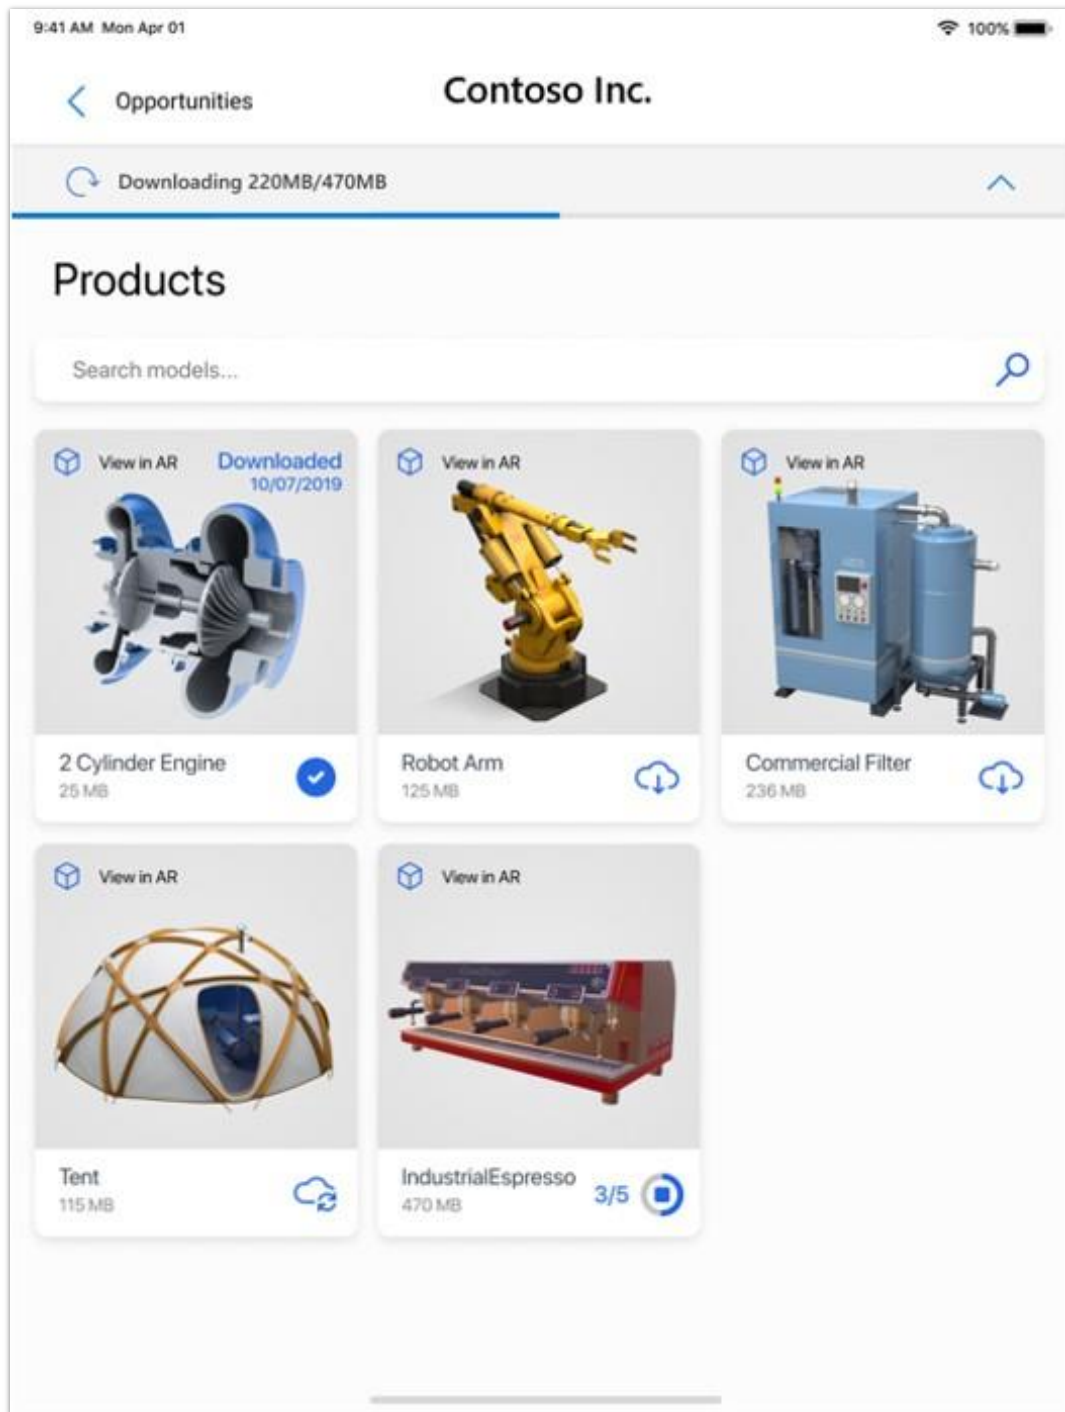 9:41 AM Mon Apr 01
100%
Opportunities
Contoso Inc.
Downloading 220MB/470MB
Products
Search models...
View in AR
Downloaded
10/07/2019
2 Cylinder Engine
25 MB
View in AR
Robot Arm
125 MB
View in AR
Commercial Filter
236 MB
View in AR
Tent
115 MB
View in AR
IndustrialEspresso
470 MB
3/5